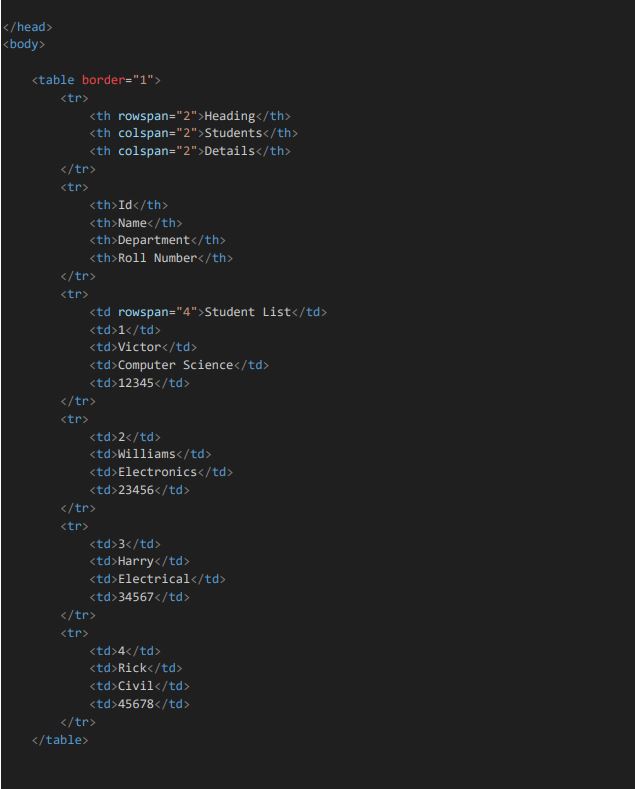 </head>
<body>
<table border="1">
<tr>
<th rowspan="2">Heading</th>
<th colspan="2">Students</th>
<th colspan="2">Details</th>
</tr>
<tr>
<th>Id</th>
<th>Name</th>
<th>Department</th>
<th>Roll Number</th>
</tr>
<tr>
<td rowspan="4">Student List</td>
<td>1</td>
<td>Victor</td>
<td>Computer Science</td>
<td>12345</td>
</tr>
<tr>
<td>2</td>
<td>Williams</td>
<td>Electronics</td>
<td>23456</td>
</tr>
<tr>
<td>3</td>
<td>Harry</td>
<td>Electrical</td>
<td>34567</td>
</tr>
<tr>
<td>4</td>
<td>Rick</td>
<td>Civil</td>
<td>45678</td>
</tr>
</table>